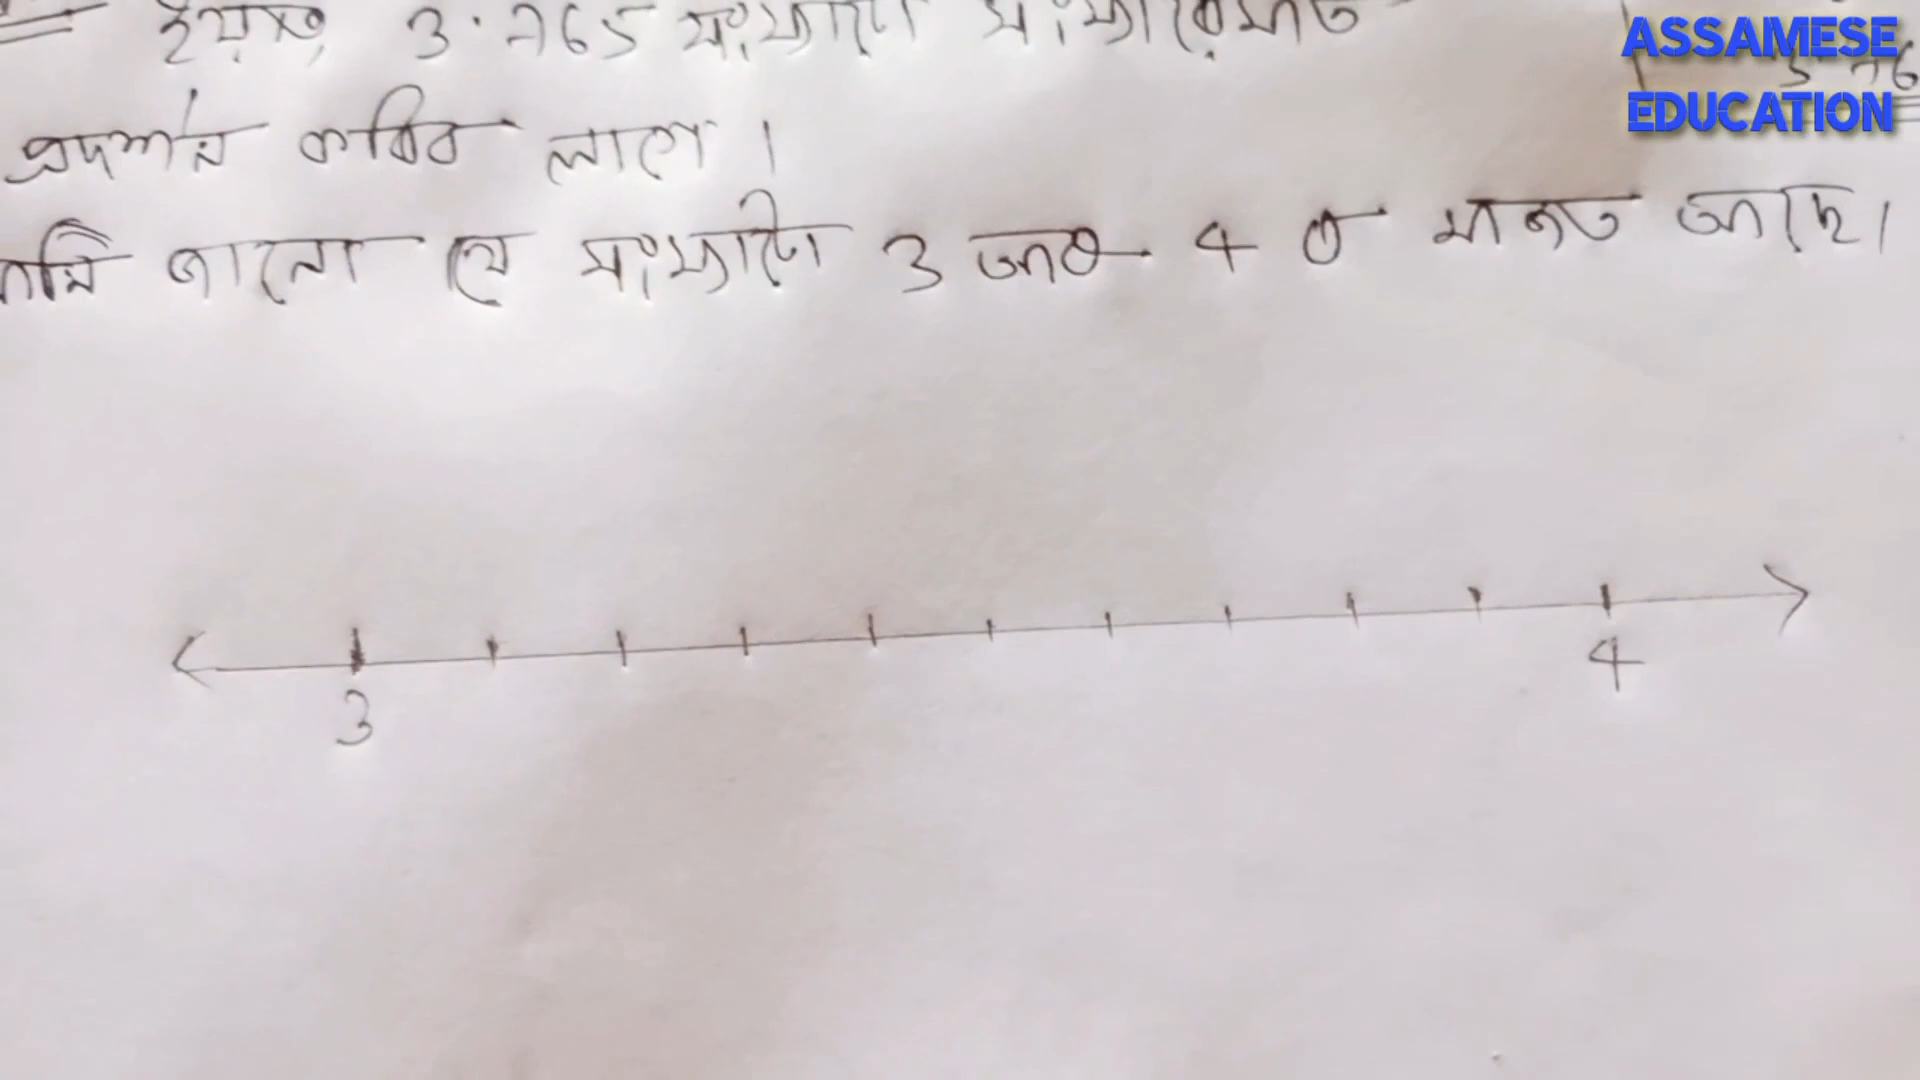 ইয়াত, 3.765 সংখ্যাটো সংখ্যাৰেখাত
প্ৰদৰ্শন কৰিব লাগে।
আমি জানো যে সংখ্যাটো 3 আৰু 4 ৰ মাজত আছে।
3 4
ASSAMESE
EDUCATION